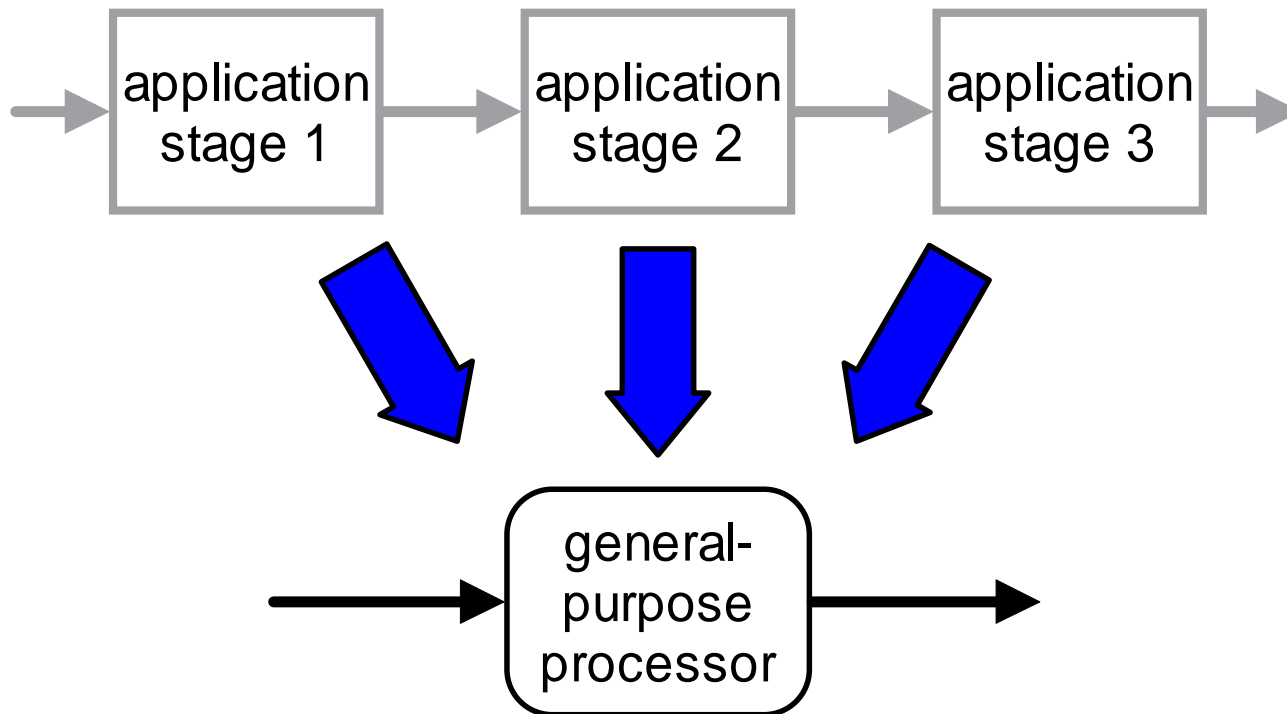 application
stage 1
application
stage 2
application
stage 3
general-
purpose
processor